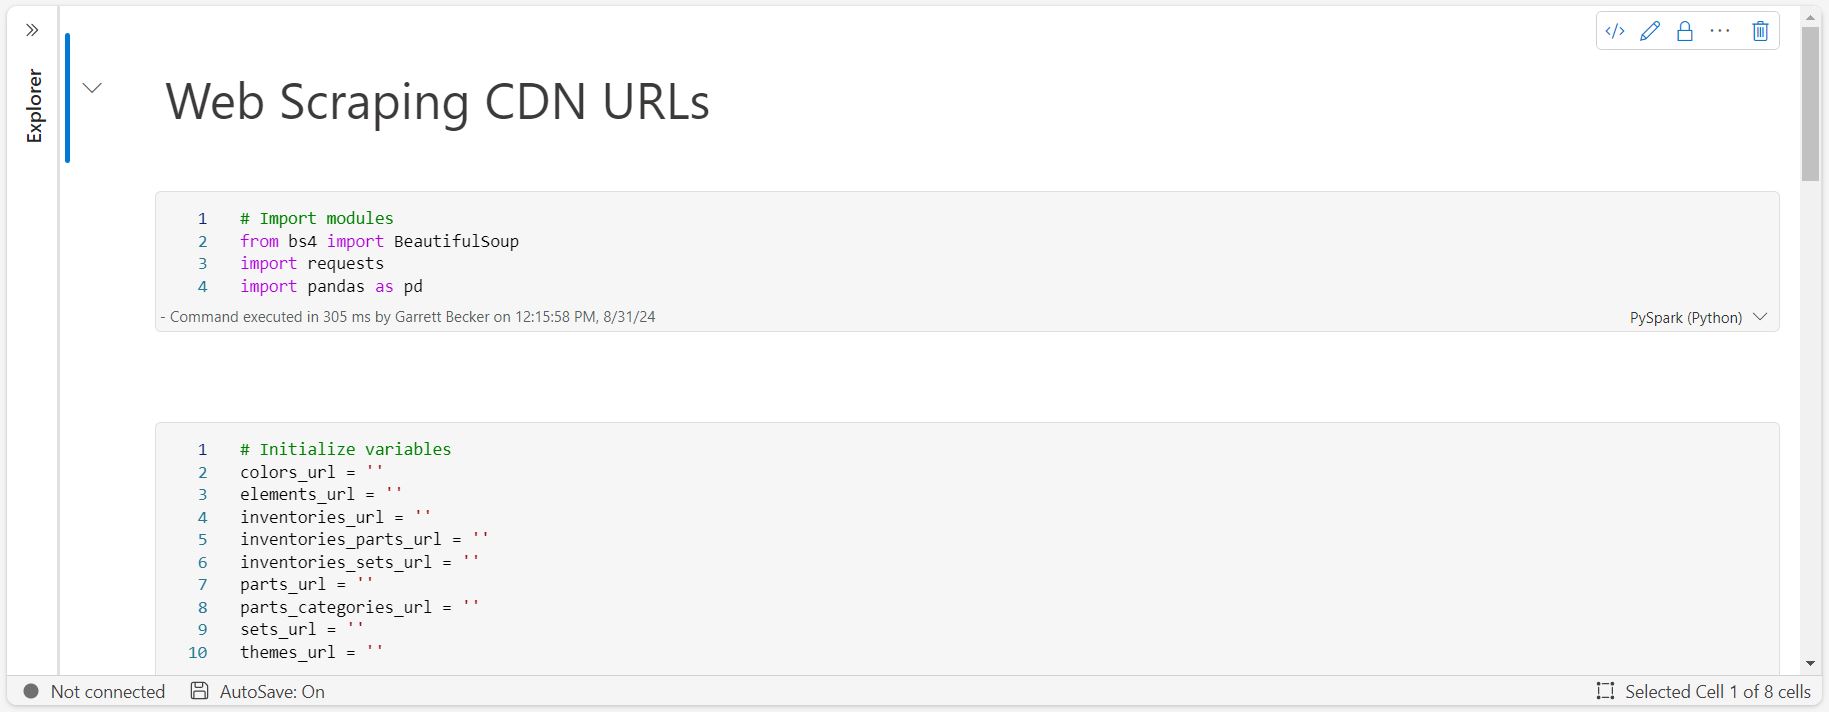 Explorer
Web Scraping CDN URLs
1 # Import modules
2 from bs4 import BeautifulSoup
3 import requests
4 import pandas as pd
- Command executed in 305 ms by Garrett Becker on 12:15:58 PM, 8/31/24
PySpark (Python)
1 # Initialize variables
2 colors_url = ''
3 elements_url = ''
4 inventories_url = ''
5 inventories_parts_url = ''
6 inventories_sets_url = ''
7 parts_url = ''
8 parts_categories_url = ''
9 sets_url = ''
10 themes_url = ''
Not connected AutoSave: On Selected Cell 1 of 8 cells